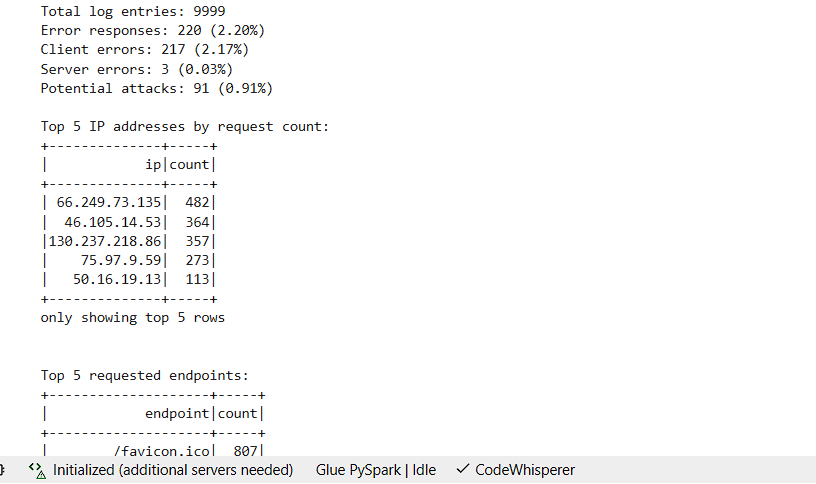 Total log entries: 9999
Error responses: 220 (2.20%)
Client errors: 217 (2.17%)
Server errors: 3 (0.03%)
Potential attacks: 91 (0.91%)
Top 5 IP addresses by request count:
+--------------+-----+
|            ip|count|
+--------------+-----+
| 66.249.73.135|  482|
|  46.105.14.53|  364|
|130.237.218.86|  357|
|    75.97.9.59|  273|
|   50.16.19.13|  113|
+--------------+-----+
only showing top 5 rows
Top 5 requested endpoints:
+--------------------+-----+
|            endpoint|count|
+--------------------+-----+
|        /favicon.ico|  807|
Initialized (additional servers needed) Glue PySpark | Idle CodeWhisperer